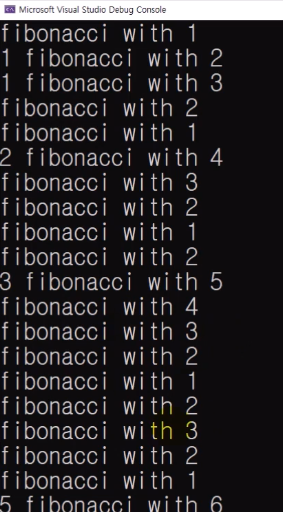 Microsoft Visual Studio Debug Console
fibonacci with 1
1 fibonacci with 2
1 fibonacci with 3
fibonacci with 2
fibonacci with 1
2 fibonacci with 4
fibonacci with 3
fibonacci with 2
fibonacci with 1
fibonacci with 2
3 fibonacci with 5
fibonacci with 4
fibonacci with 3
fibonacci with 2
fibonacci with 1
fibonacci with 2
fibonacci with 3
fibonacci with 2
fibonacci with 1
5 fibonacci with 6